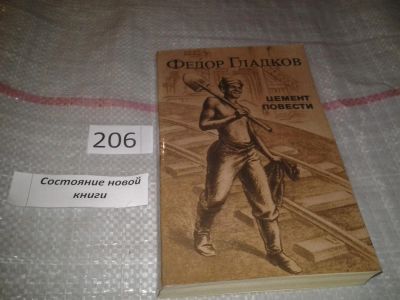 Федор Гладков
ЦЕМЕНТ
ПОВЕСТИ
206
Состояние новой
книги